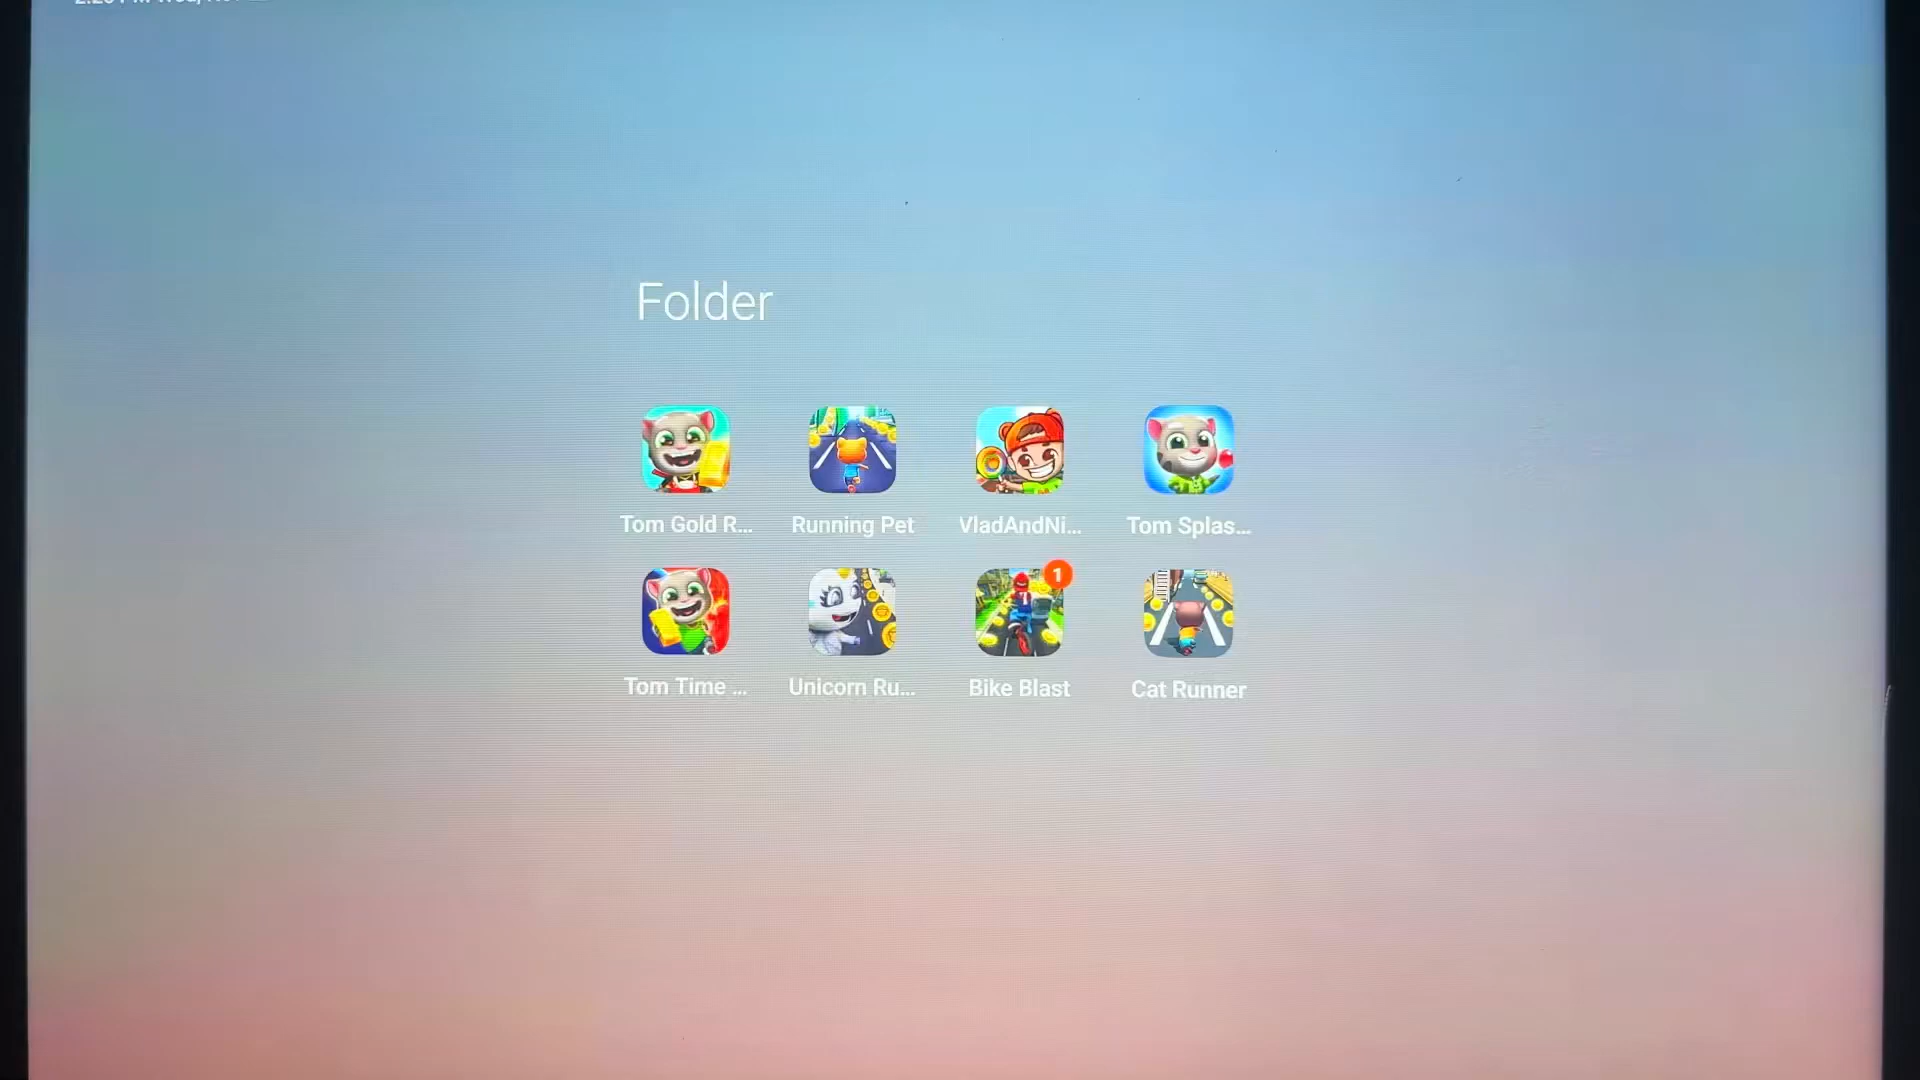 Folder
Tom Gold R... Running Pet VladAndNi... Tom Splas...
1
Tom Time ... Unicorn Ru... Bike Blast Cat Runner